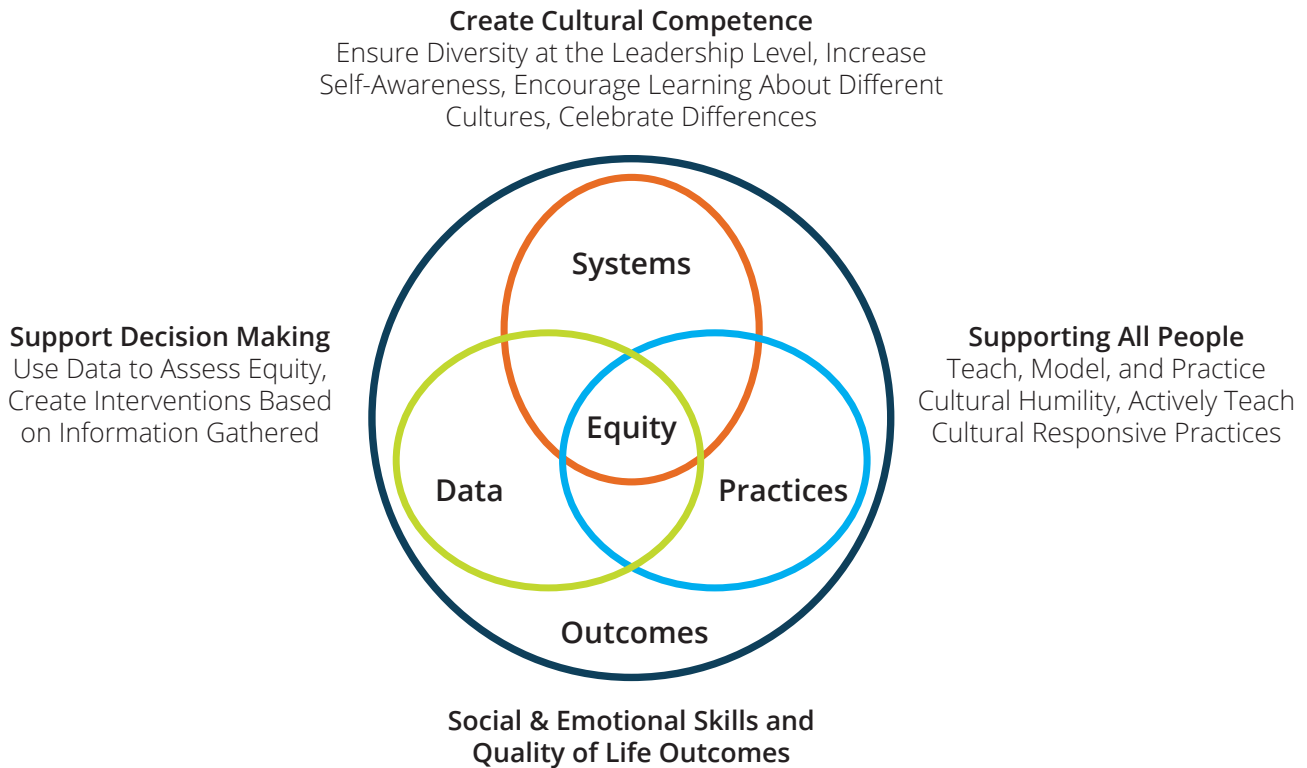 Create Cultural Competence
Ensure Diversity at the Leadership Level, Increase
Self-Awareness, Encourage Learning About Different
Cultures, Celebrate Differences
Systems
Support Decision Making
Use Data to Assess Equity,
Create Interventions Based
on Information Gathered
Supporting All People
Teach, Model, and Practice
Cultural Humility, Actively Teach
Cultural Responsive Practices
Equity
Data
Practices
Outcomes
Social & Emotional Skills and
Quality of Life Outcomes